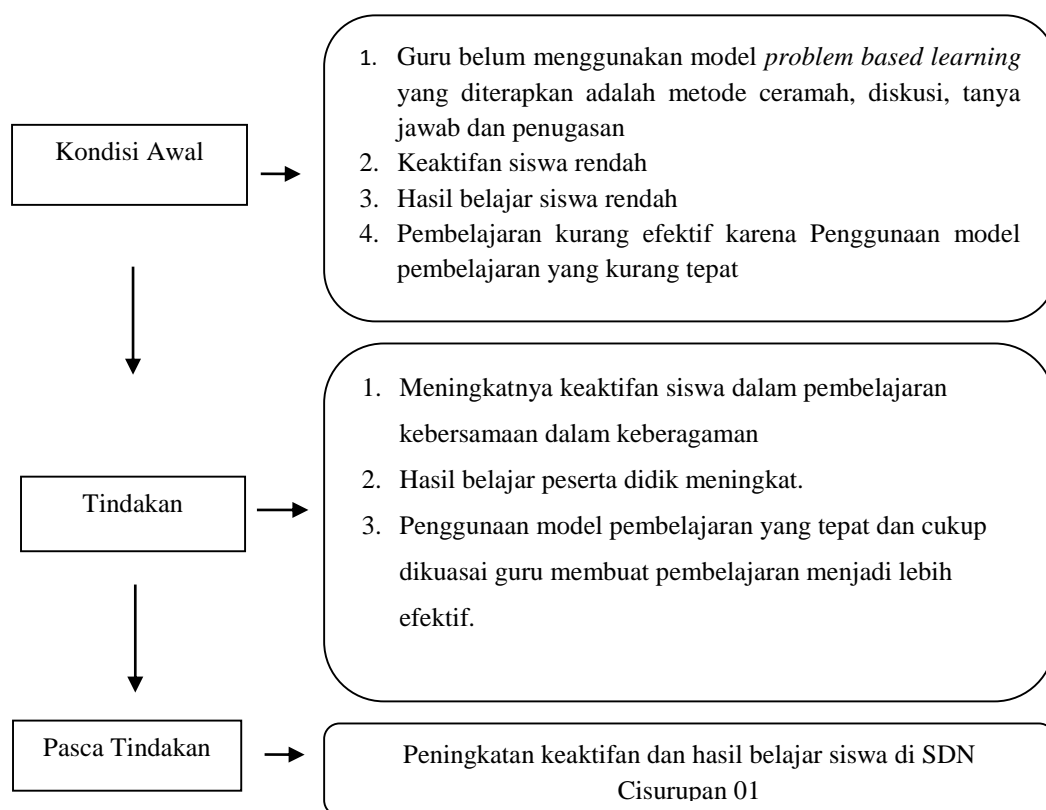 Kondisi Awal
1. Guru belum menggunakan model problem based learning
yang diterapkan adalah metode ceramah, diskusi, tanya
jawab dan penugasan
2. Keaktifan siswa rendah
3. Hasil belajar siswa rendah
4. Pembelajaran kurang efektif karena Penggunaan model
pembelajaran yang kurang tepat
Tindakan
1. Meningkatnya keaktifan siswa dalam pembelajaran
kebersamaan dalam keberagaman
2. Hasil belajar peserta didik meningkat.
3. Penggunaan model pembelajaran yang tepat dan cukup
dikuasai guru membuat pembelajaran menjadi lebih
efektif.
Pasca Tindakan
Peningkatan keaktifan dan hasil belajar siswa di SDN
Cisurupan 01